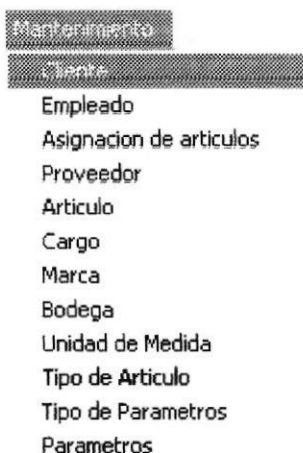 Mantenimiento
Cliente
Empleado
Asignacion de articulos
Proveedor
Articulo
Cargo
Marca
Bodega
Unidad de Medida
Tipo de Articulo
Tipo de Parametros
Parametros